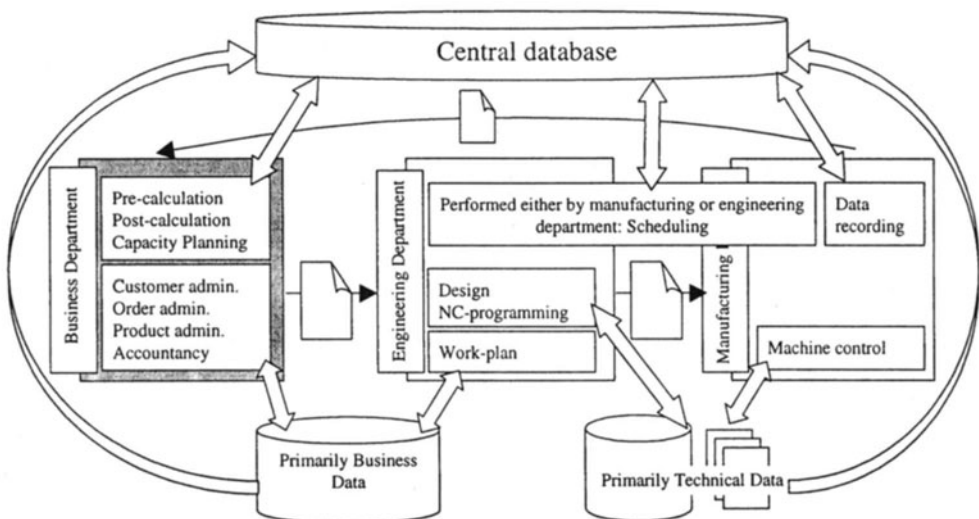 Central database
Business Department
Pre-calculation
Post-calculation
Capacity Planning
Customer admin.
Order admin.
Product admin.
Accountancy
Engineering Department
Performed either by manufacturing or engineering
department: Scheduling
Design
NC-programming
Work-plan
Manufacturing
Data
recording
Machine control
Primarily Business
Data
Primarily Technical Data